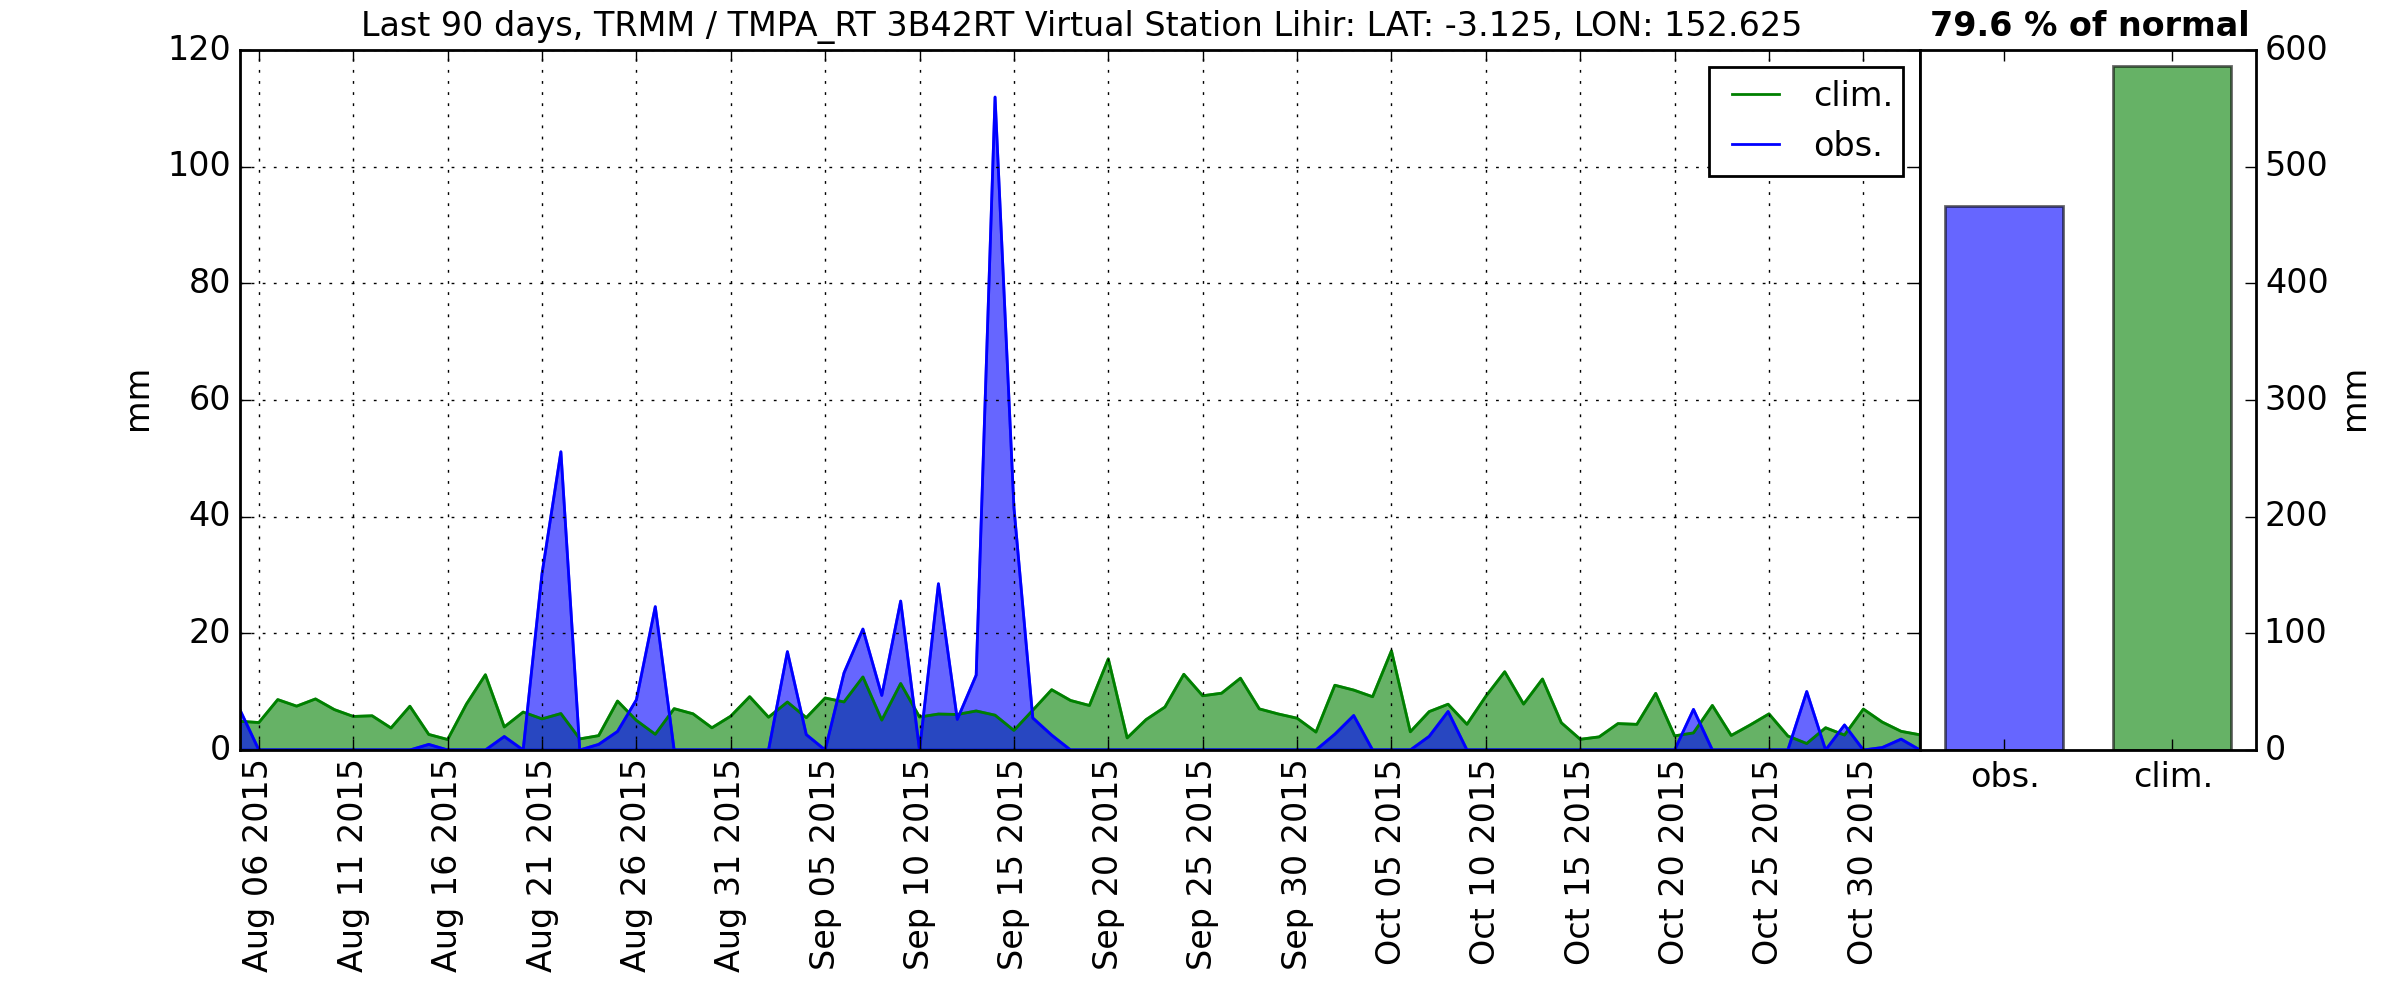 Last 90 days, TRMM / TMPA_RT 3B42RT Virtual Station Lihir: LAT: -3.125, LON: 152.625
79.6 % of normal
clim.
obs.
mm
120
100
80
60
40
20
0
Aug 06 2015
Aug 11 2015
Aug 16 2015
Aug 21 2015
Aug 26 2015
Aug 31 2015
Sep 05 2015
Sep 10 2015
Sep 15 2015
Sep 20 2015
Sep 25 2015
Sep 30 2015
Oct 05 2015
Oct 10 2015
Oct 15 2015
Oct 20 2015
Oct 25 2015
Oct 30 2015
obs.
clim.
600
500
400
300
200
100
0
mm